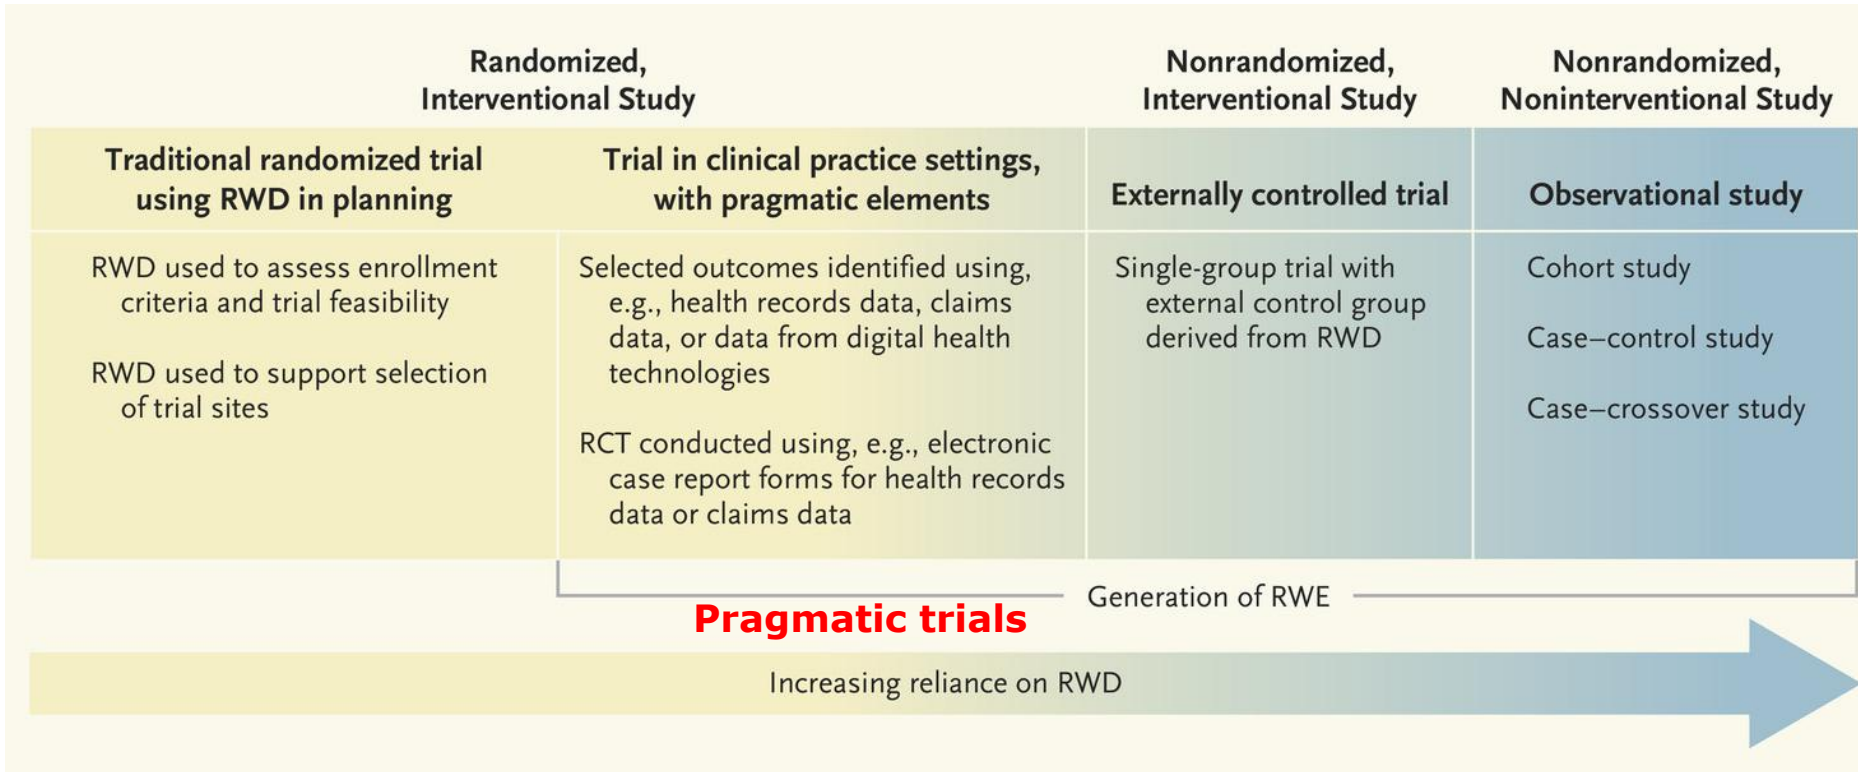 Randomized,
Interventional Study
Nonrandomized,
Interventional Study
Nonrandomized,
Noninterventional Study
Traditional randomized trial
using RWD in planning
Trial in clinical practice settings,
with pragmatic elements
Externally controlled trial
Observational study
RWD used to assess enrollment
criteria and trial feasibility
RWD used to support selection
of trial sites
Selected outcomes identified using,
e.g., health records data, claims
data, or data from digital health
technologies
RCT conducted using, e.g., electronic
case report forms for health records
data or claims data
Single-group trial with
external control group
derived from RWD
Cohort study
Case–control study
Case–crossover study
Generation of RWE
Pragmatic trials
Increasing reliance on RWD